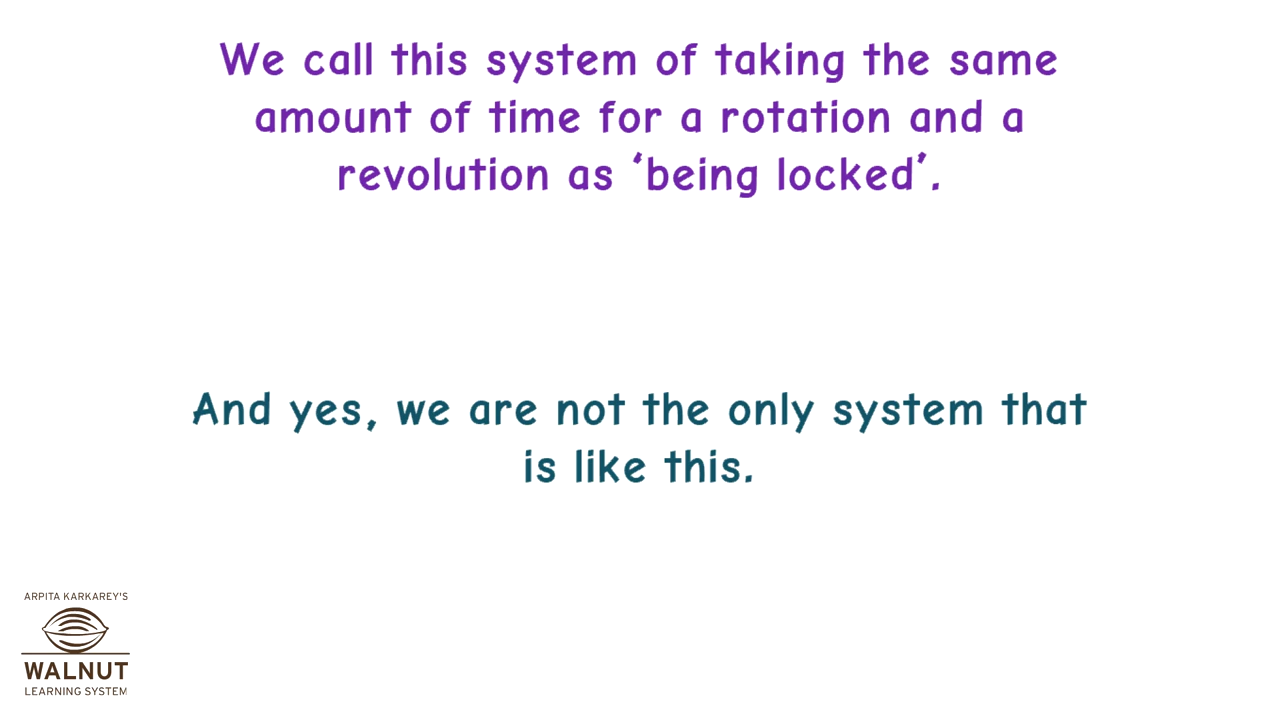 We call this system of taking the same
amount of time for a rotation and a
revolution as ‘being locked’.
And yes, we are not the only system that
is like this.
ARPITA KARKAREY'S
WALNUT
LEARNING SYSTEM